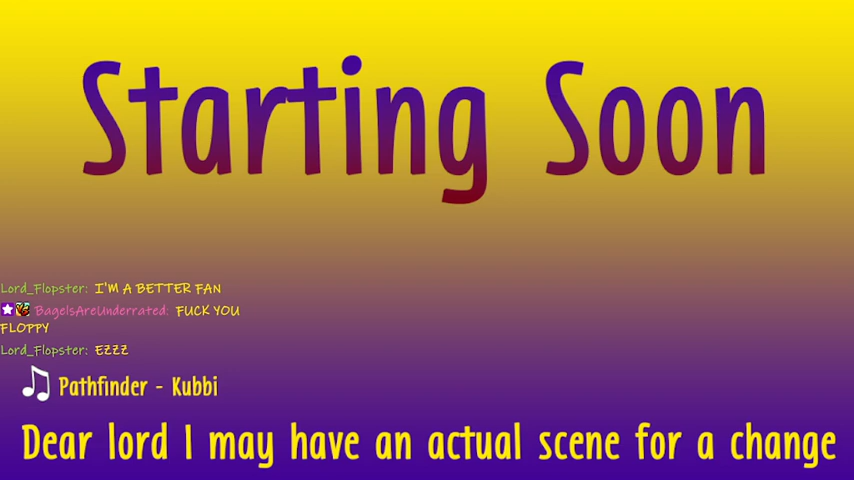 Starting Soon
Lord_Flopster: I'M A BETTER FAN
BagelsAreUnderrated: FUCK YOU
FLOPPY
Lord_Flopster: EZZZ
Pathfinder - Kubbi
Dear lord I may have an actual scene for a change